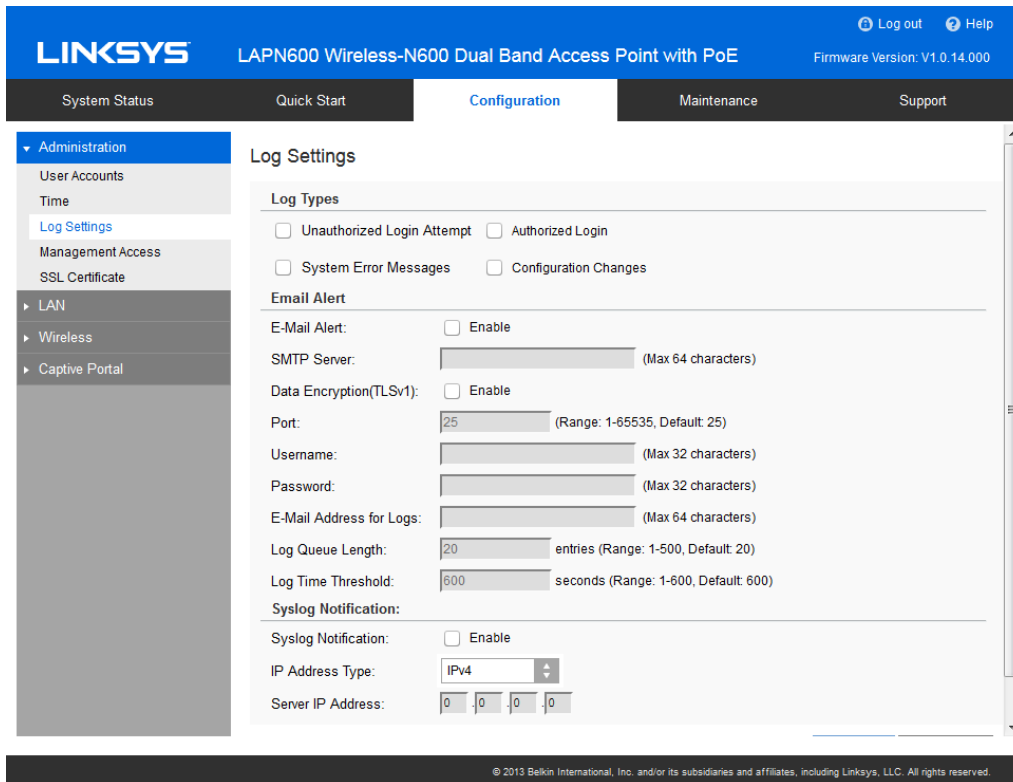 Log out Help
LINKSYS LAPN600 Wireless-N600 Dual Band Access Point with PoE Firmware Version: V1.0.14.000
System Status Quick Start Configuration Maintenance Support
Administration
User Accounts
Time
Log Settings
Management Access
SSL Certificate
LAN
Wireless
Captive Portal
Log Settings
Log Types
Unauthorized Login Attempt Authorized Login
System Error Messages Configuration Changes
Email Alert
E-Mail Alert: Enable
SMTP Server: (Max 64 characters)
Data Encryption(TLSv1): Enable
Port: 25 (Range: 1-65535, Default: 25)
Username: (Max 32 characters)
Password: (Max 32 characters)
E-Mail Address for Logs: (Max 64 characters)
Log Queue Length: 20 entries (Range: 1-500, Default: 20)
Log Time Threshold: 600 seconds (Range: 1-600, Default: 600)
Syslog Notification:
Syslog Notification: Enable
IP Address Type: IPv4
Server IP Address: 0 .0 .0 .0
© 2013 Belkin International, Inc. and/or its subsidiaries and affiliates, including Linksys, LLC. All rights reserved.